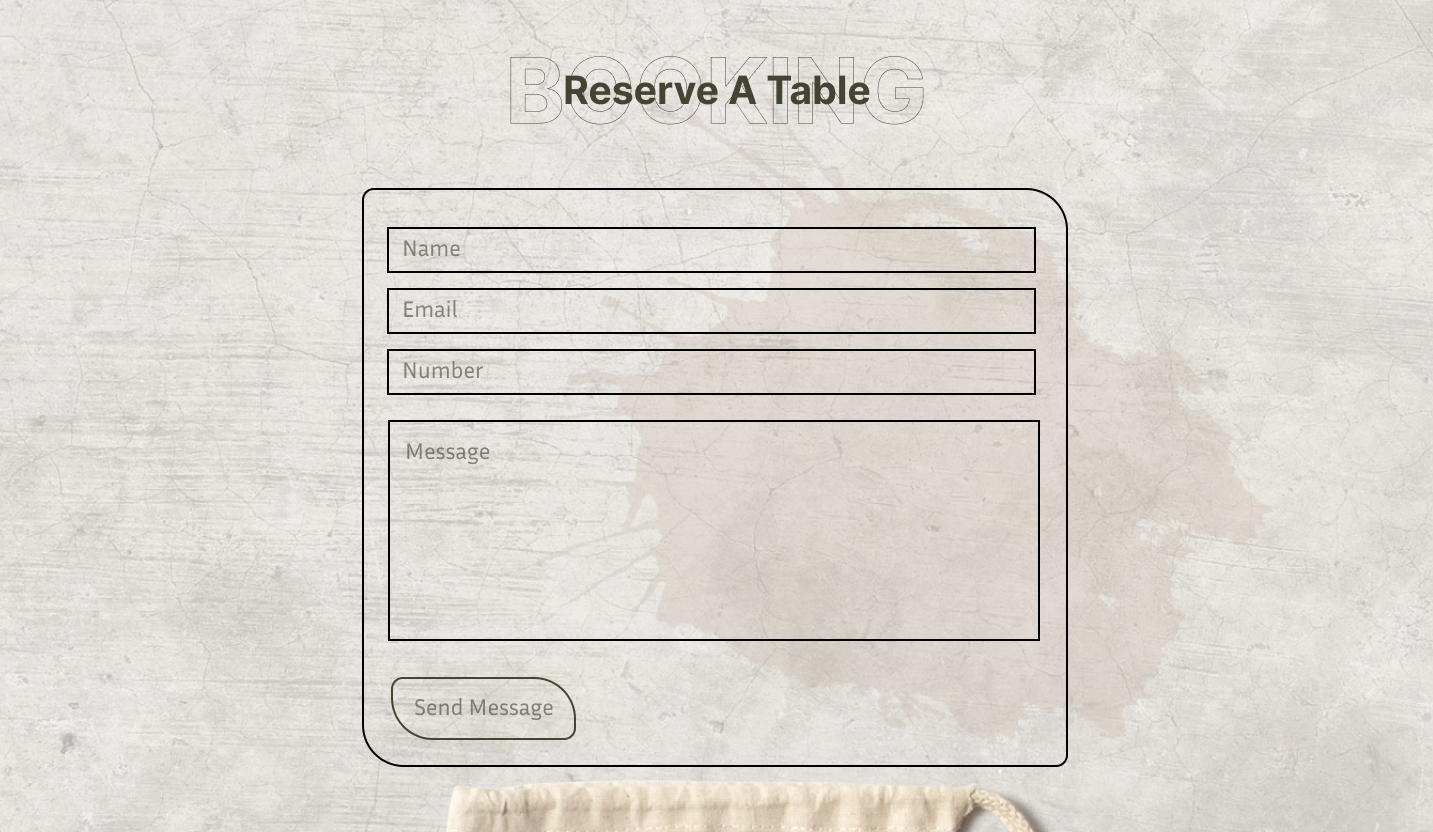 BOOKING
Reserve A Table
Name
Email
Number
Message
Send Message